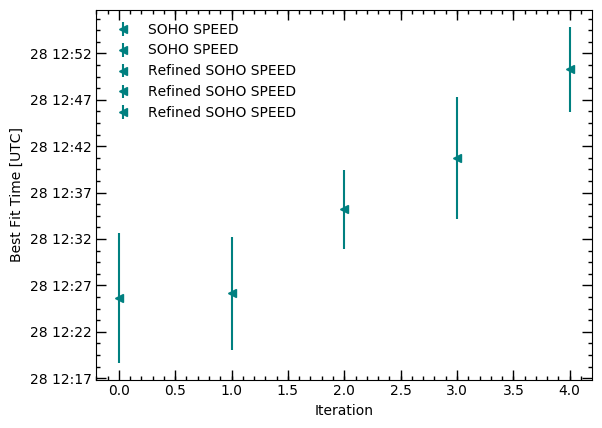 SOHO SPEED
SOHO SPEED
Refined SOHO SPEED
Refined SOHO SPEED
Refined SOHO SPEED
Best Fit Time [UTC]
28 12:52
28 12:47
28 12:42
28 12:37
28 12:32
28 12:27
28 12:22
28 12:17
0.0 0.5 1.0 1.5 2.0 2.5 3.0 3.5 4.0
Iteration